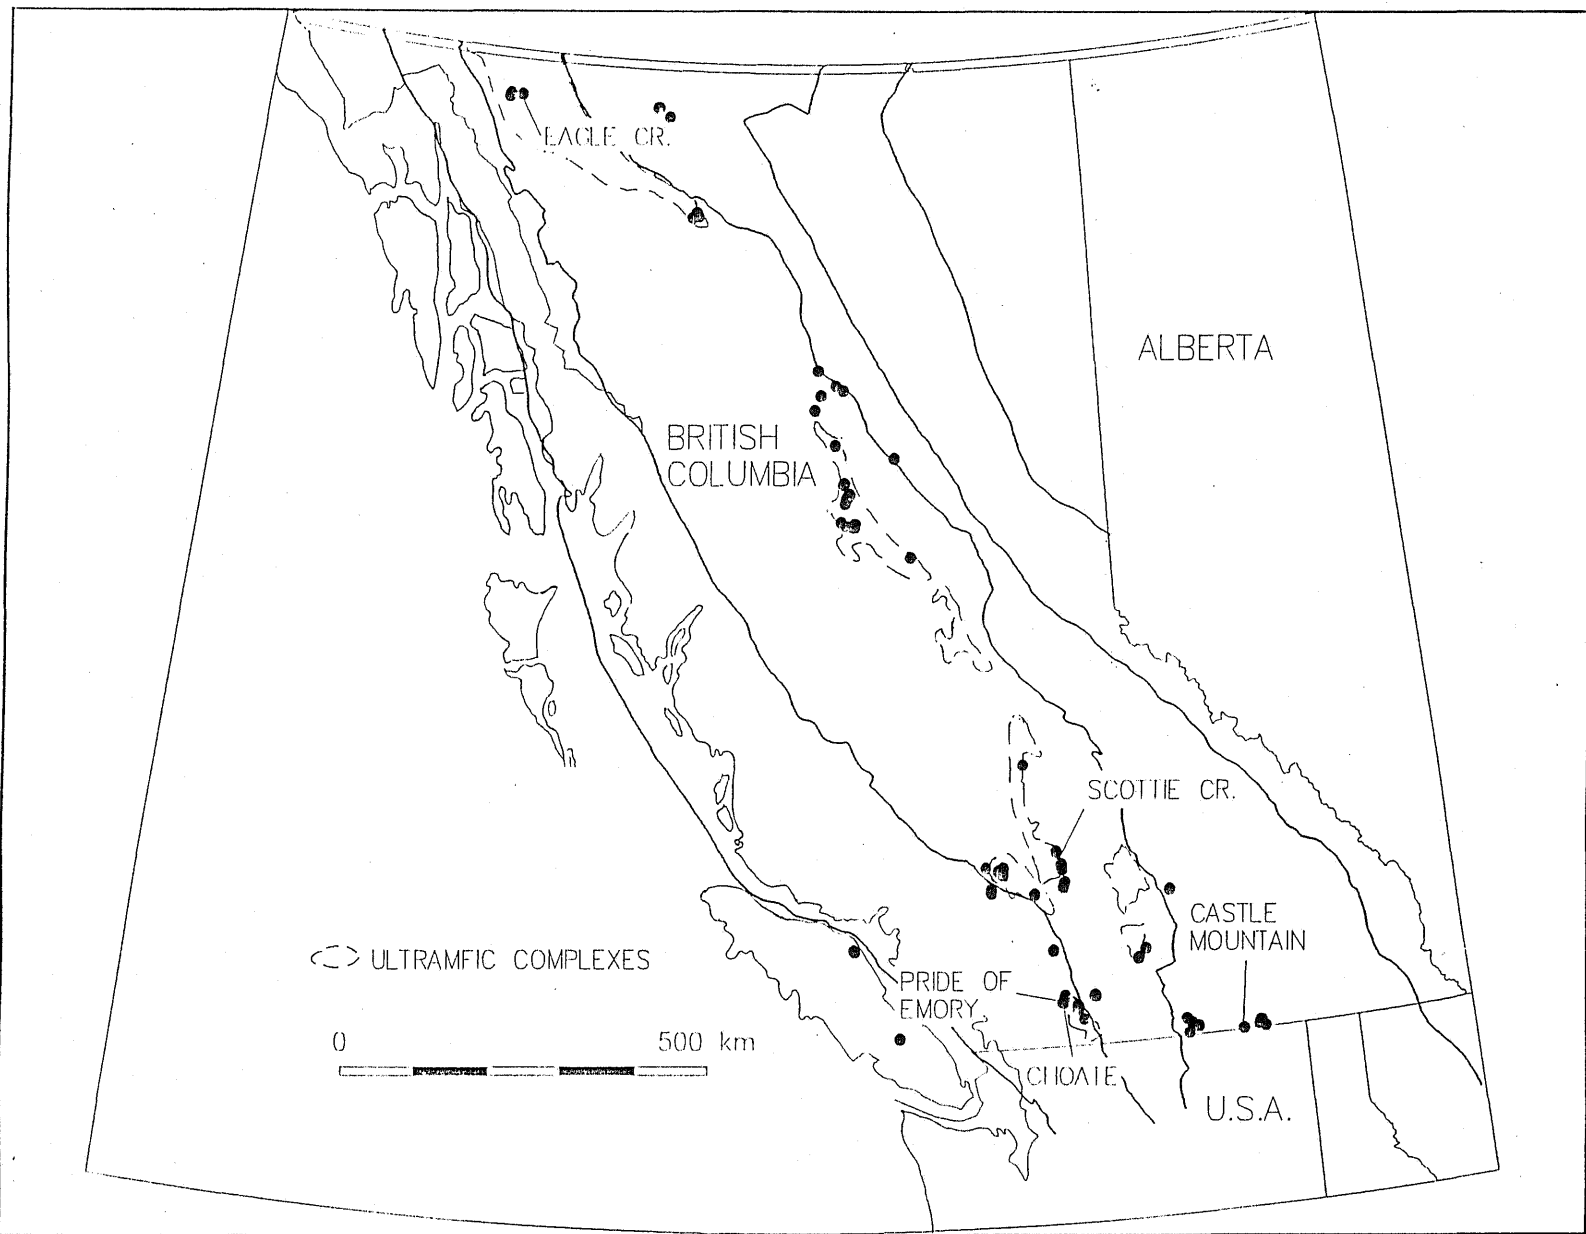 EAGLE CR.
ALBERTA
BRITISH
COLUMBIA
SCOTTIE CR.
CASTLE
MOUNTAIN
ULTRAMFIC COMPLEXES
PRIDE OF
EMORY
0 500 km
CHOATE
U.S.A.